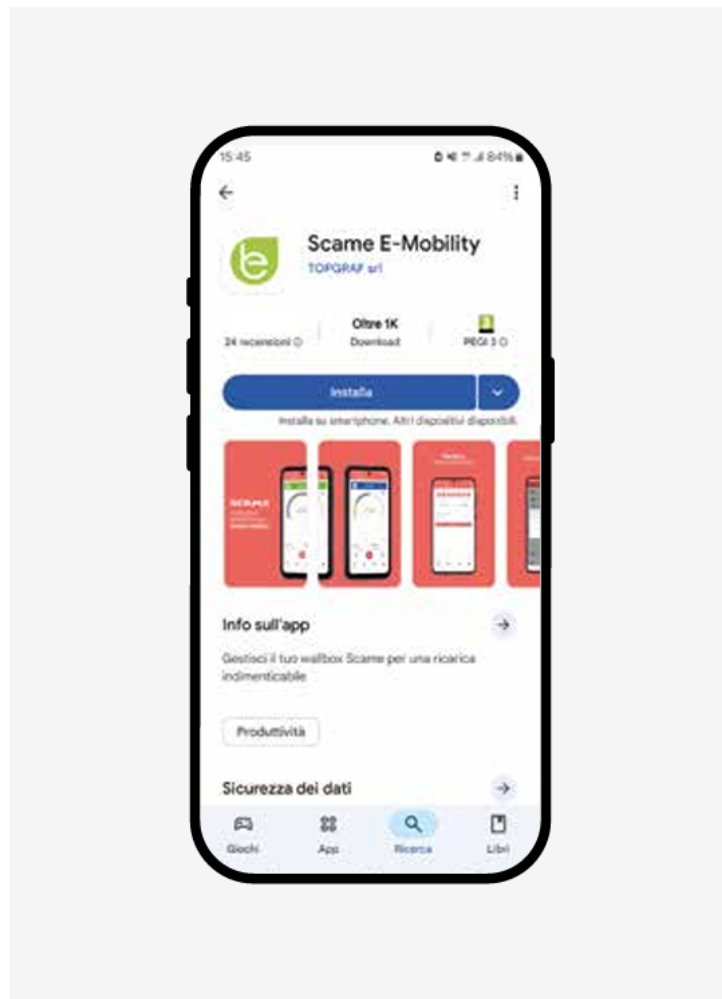 15:45
84%
Scame E-Mobility
TOPGRAF srl
Oltre 1K
24 recensioni
Download
PEGI 3
Installa
Installa su smartphone. Altri dispositivi disponibili.
SCAME
Info sull'app
Gestisci il tuo wallbox Scame per una ricarica
indimenticabile
Produttività
Sicurezza dei dati
Giochi
App
Ricerca
Libri